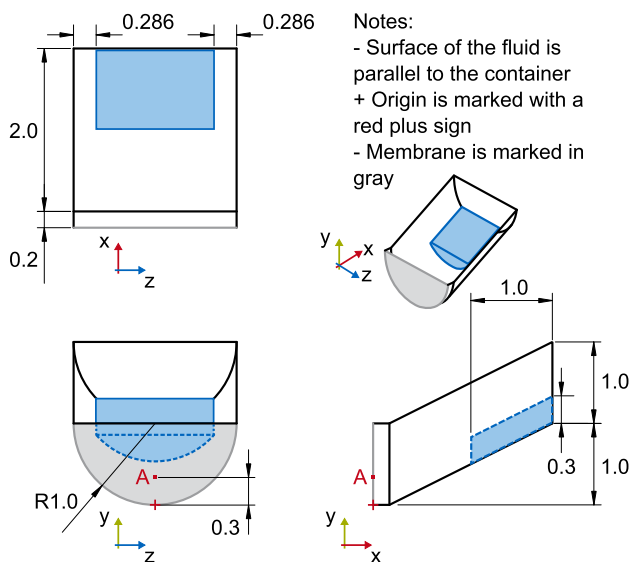 0.286
0.286
Notes:
- Surface of the fluid is
parallel to the container
+ Origin is marked with a
red plus sign
- Membrane is marked in
gray
2.0
0.2
x
z
y
x
z
1.0
1.0
0.3
1.0
A
R1.0
0.3
y
z
A
y
x